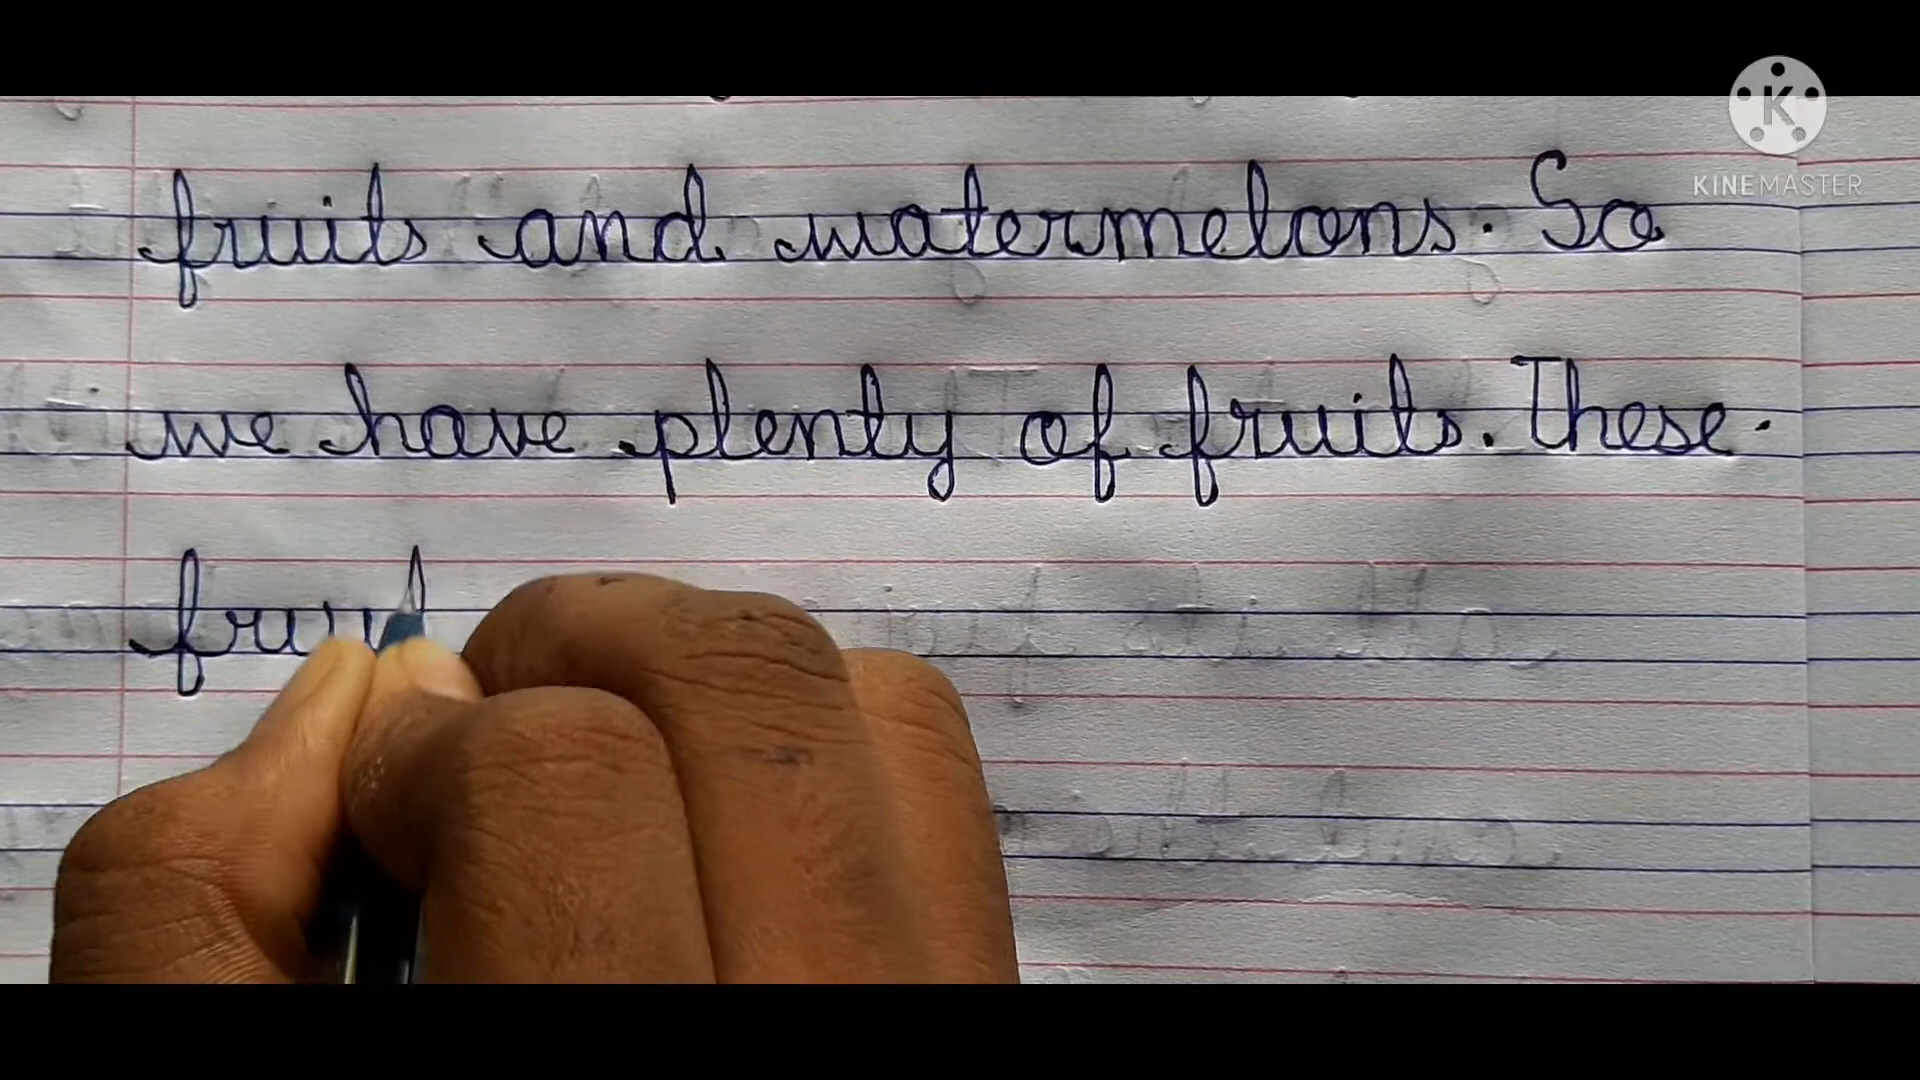 KINEMASTER
fruits and watermelons. So
we have plenty of fruits. These.